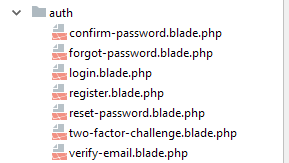 auth
confirm-password.blade.php
forgot-password.blade.php
login.blade.php
register.blade.php
reset-password.blade.php
two-factor-challenge.blade.php
verify-email.blade.php